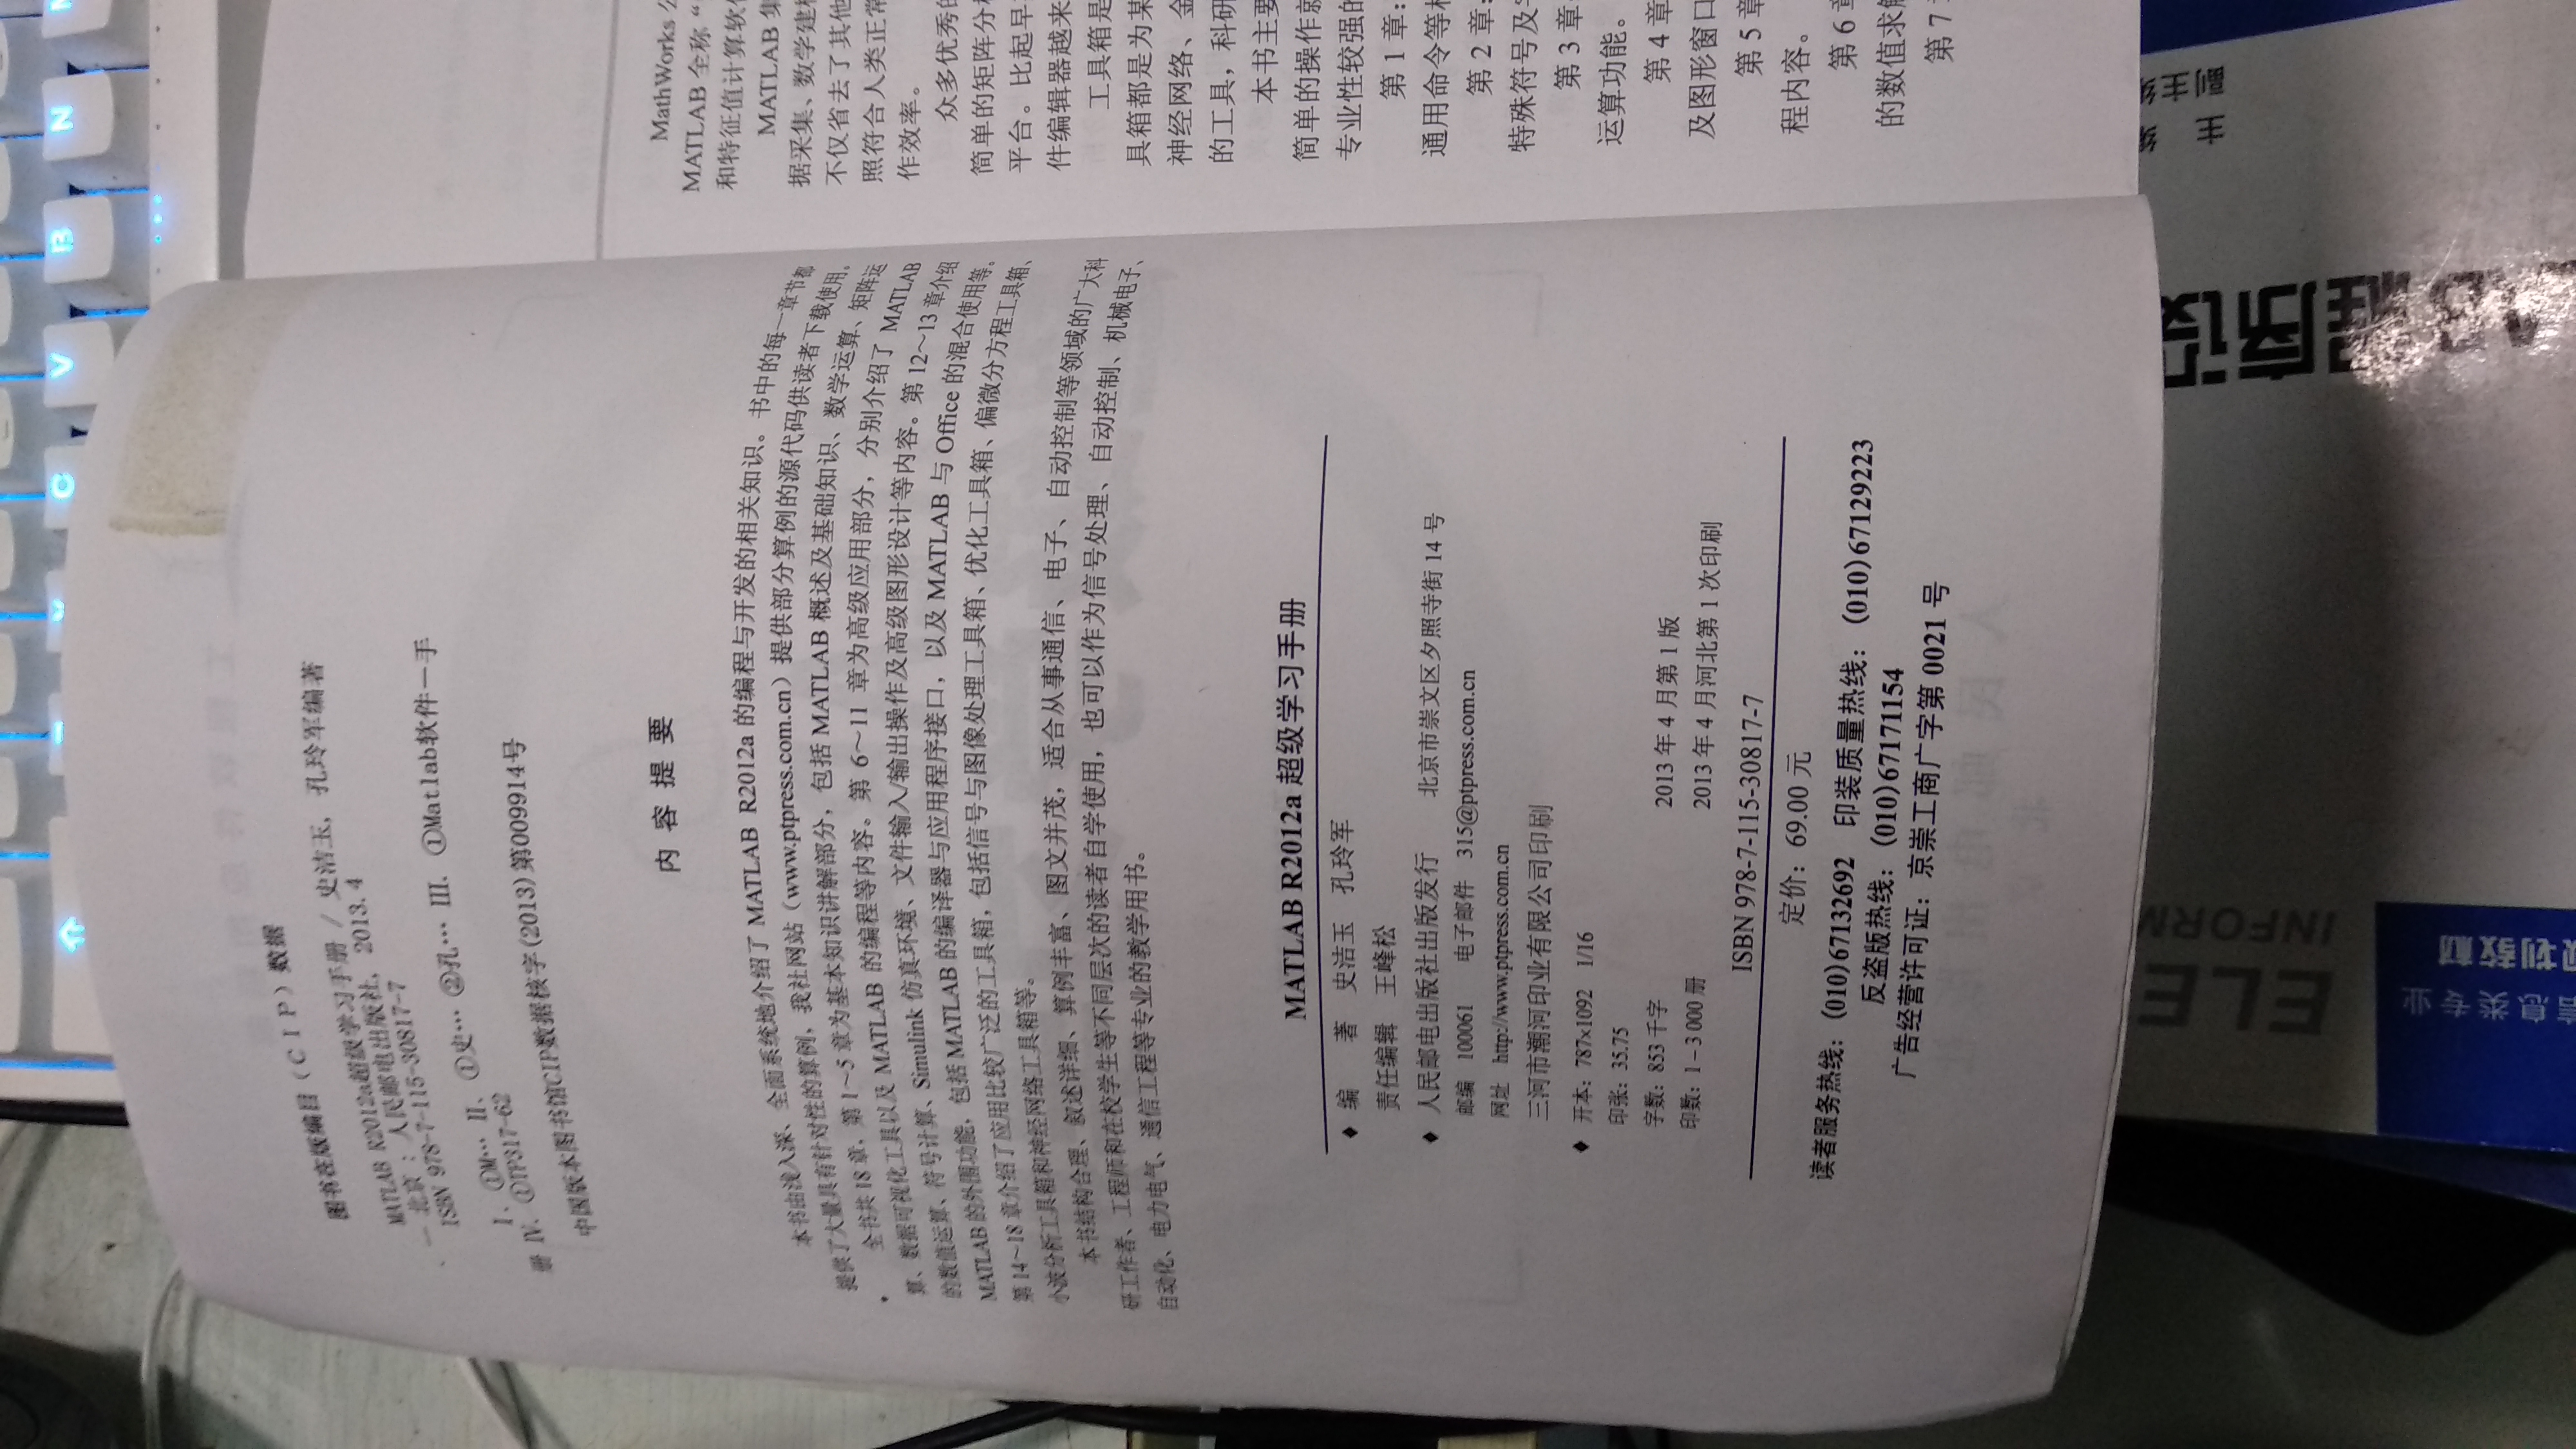 C
V
B
N
图书在版编目（CIP）数据
MATLAB R2012a超级学习手册 / 史洁玉, 孔玲军编著
. — 北京 : 人民邮电出版社, 2013.4
ISBN 978-7-115-30817-7
Ⅰ. ①M… Ⅱ. ①史… ②孔… Ⅲ. ①Matlab软件－手
册 Ⅳ. ①TP317-62
中国版本图书馆CIP数据核字(2013)第009914号
内容提要
本书由浅入深、全面系统地介绍了 MATLAB R2012a 的编程与开发的相关知识。书中的每一章节都
提供了大量具有针对性的算例，我社网站（www.ptpress.com.cn）提供部分算例的源代码供读者下载使用。
全书共 18 章，第 1～5 章为基本知识讲解部分，包括 MATLAB 概述及基础知识、数学运算、矩阵运
算、数据可视化工具以及 MATLAB 的编程等内容。第 6～11 章为高级应用部分，分别介绍了 MATLAB
的数值运算、符号计算、Simulink 仿真环境、文件输入/输出操作及高级图形设计等内容。第 12～13 章介绍
MATLAB 的外围功能，包括 MATLAB 的编译器与应用程序接口，以及 MATLAB 与 Office 的混合使用等。
第 14～18 章介绍了应用比较广泛的工具箱，包括信号与图像处理工具箱、优化工具箱、偏微分方程工具箱、
小波分析工具箱和神经网络工具箱等。
本书结构合理、叙述详细、算例丰富、图文并茂，适合从事通信、电子、自动控制等领域的广大科
研工作者、工程师和在校学生等不同层次的读者自学使用，也可以作为信号处理、自动控制、机械电子、
自动化、电力电气、通信工程等专业的教学用书。
MATLAB R2012a 超级学习手册
♦ 编 著 史洁玉 孔玲军
责任编辑 王峰松
♦ 人民邮电出版社出版发行 北京市崇文区夕照寺街 14 号
邮编 100061 电子邮件 315@ptpress.com.cn
网址 http://www.ptpress.com.cn
三河市潮河印业有限公司印刷
♦ 开本：787×1092 1/16
印张：35.75
字数：853 千字 2013 年 4 月第 1 版
印数：1－3 000 册 2013 年 4 月河北第 1 次印刷
ISBN 978-7-115-30817-7
定价：69.00 元
读者服务热线：(010)67132692 印装质量热线：(010)67129223
反盗版热线：(010)67171154
广告经营许可证：京崇工商广字第 0021 号
MathWorks 公
MATLAB 全称“
和特征值计算软
MATLAB 集
据采集、数学建
不仅省去了其他
照符合人类正常
作效率。
众多优秀的
简单的矩阵分
平台。比起早
件编辑器越来
工具箱是
具箱都是为某
神经网络、金
的工具，科研
本书主要
简单的操作就
专业性较强的
第 1 章：
通用命令等
第 2 章：
特殊符号及
第 3 章
运算功能。
第 4 章
及图形窗口
第 5 章
程内容。
第 6 章
的数值求解
第 7
ELE
INFORM
信息类专业
规划教材
AB程序设
主
副主编